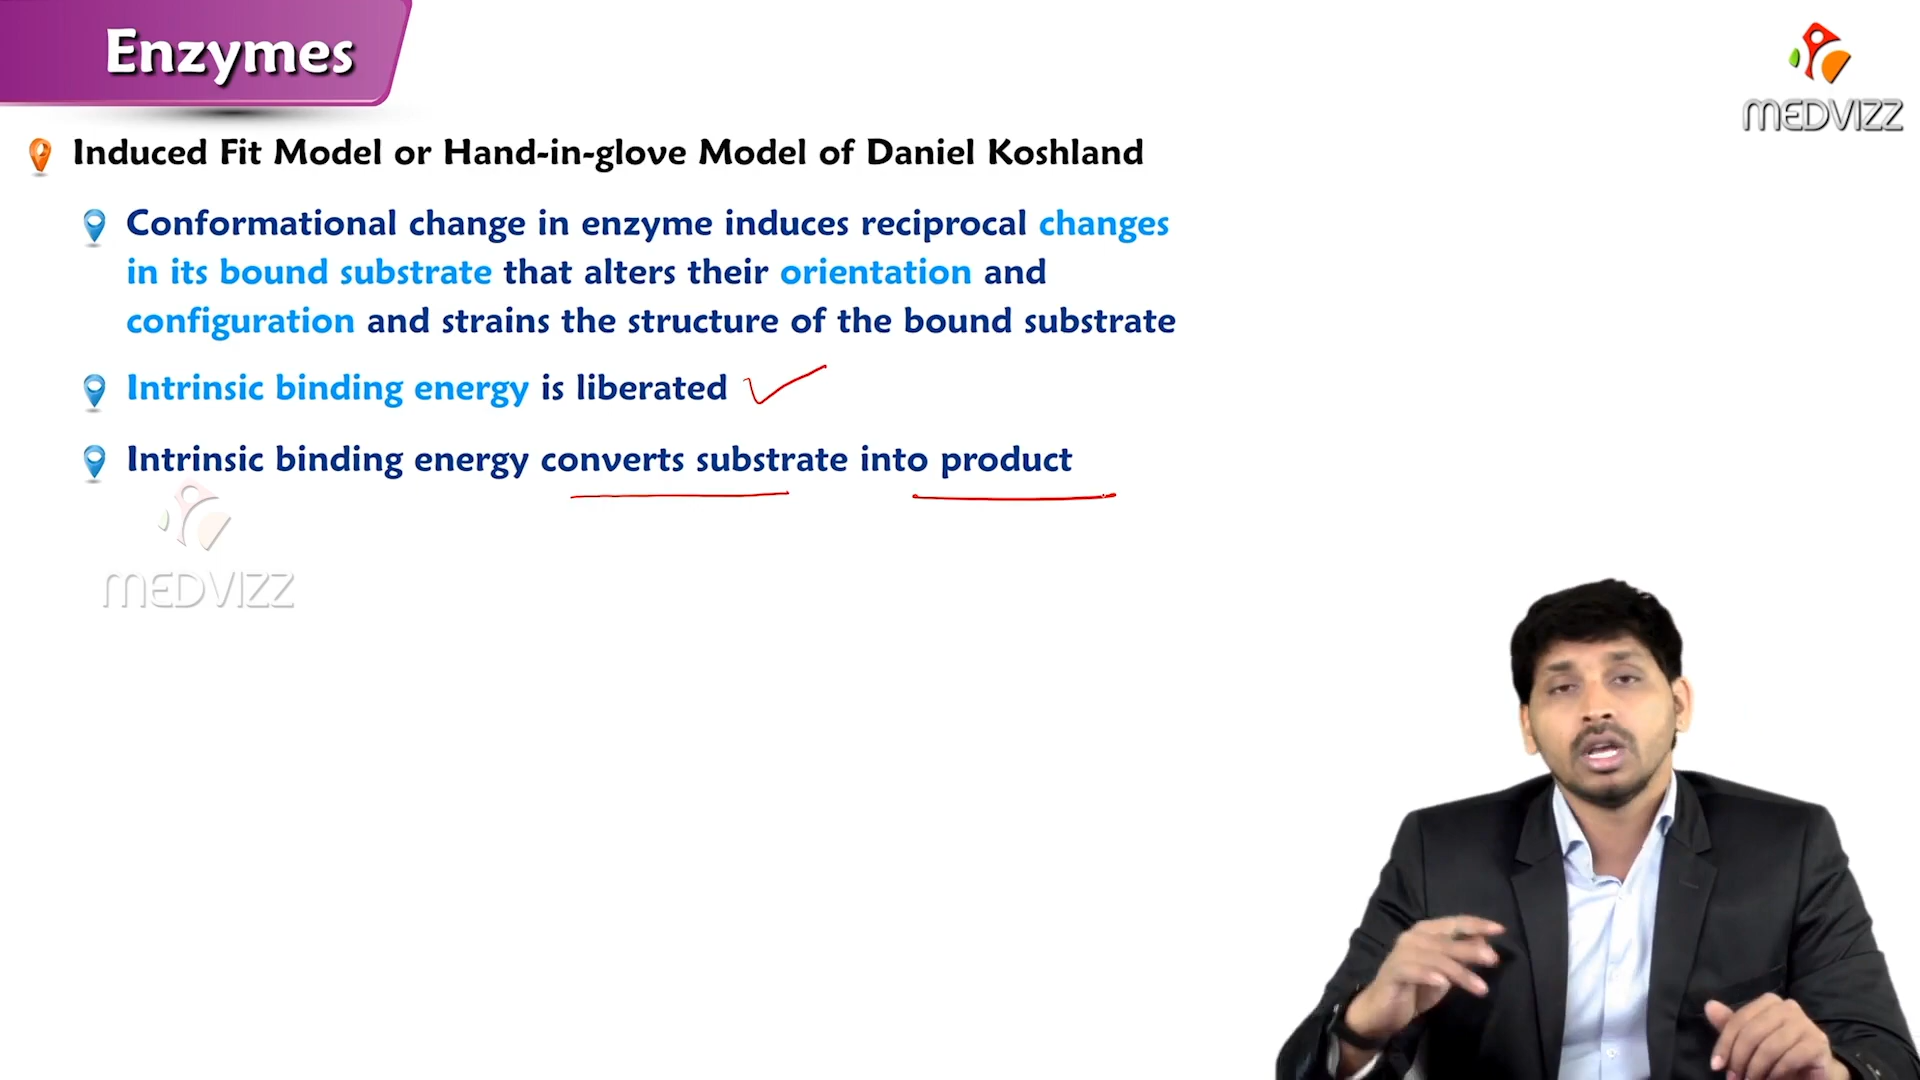 Enzymes
MEDVIZZ
Induced Fit Model or Hand-in-glove Model of Daniel Koshland
Conformational change in enzyme induces reciprocal changes
in its bound substrate that alters their orientation and
configuration and strains the structure of the bound substrate
Intrinsic binding energy is liberated
Intrinsic binding energy converts substrate into product
MEDVIZZ